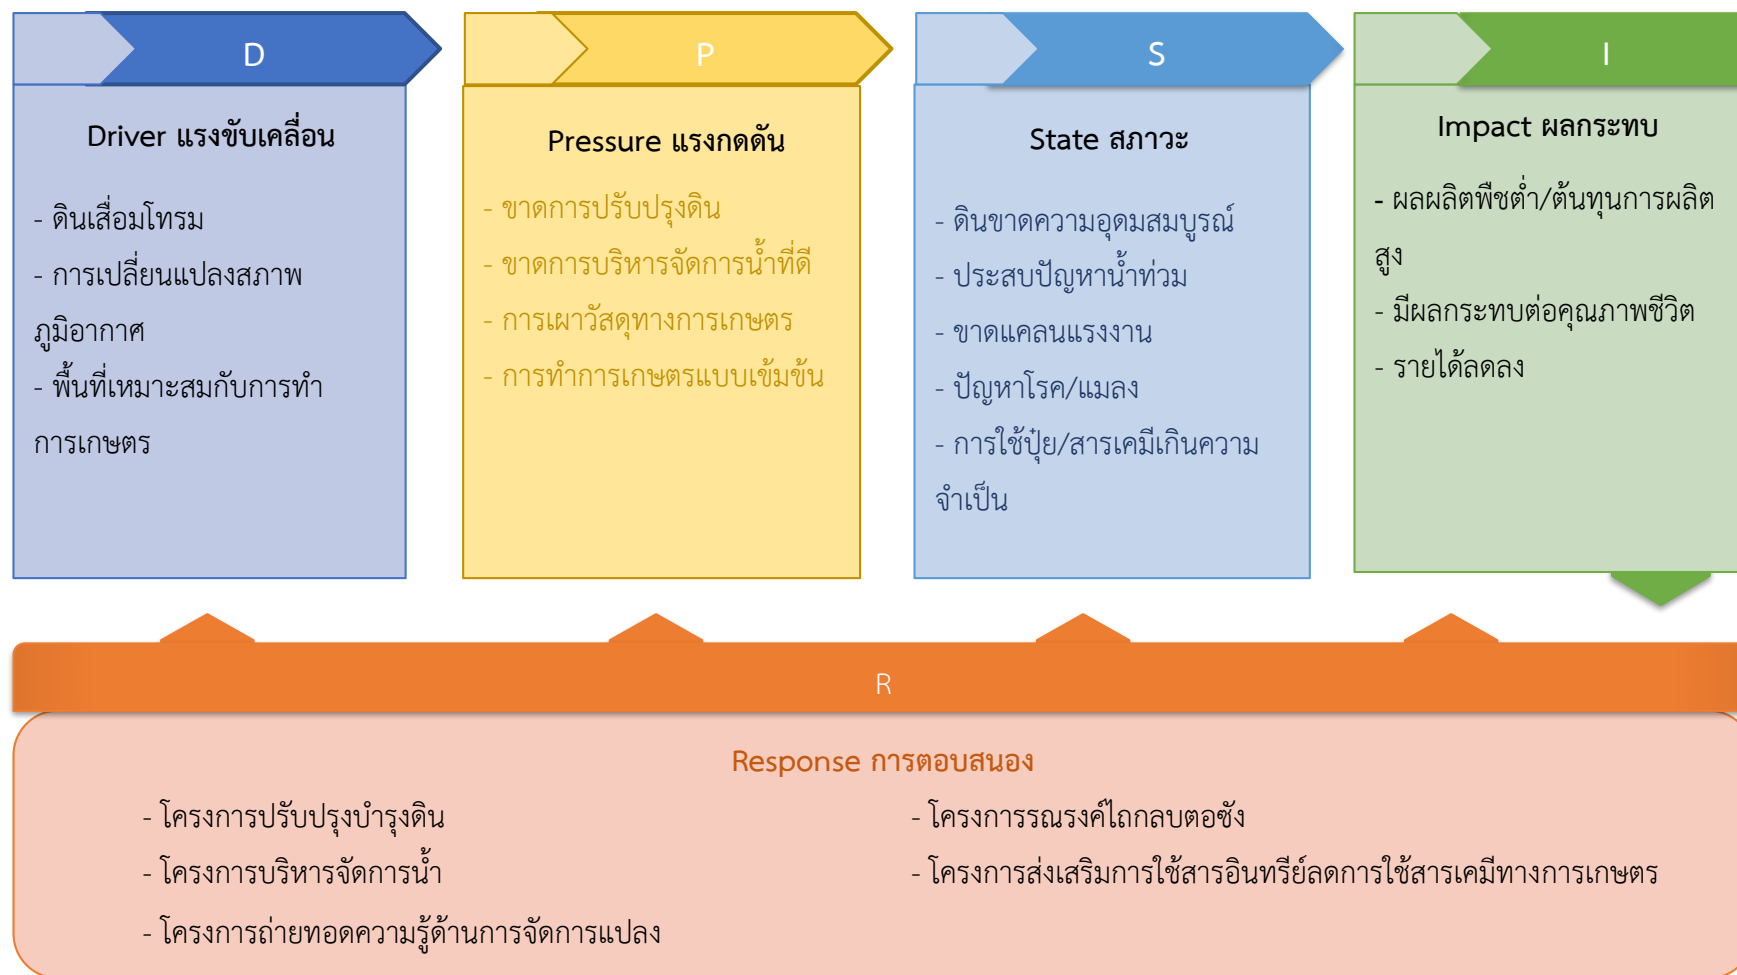 D
Driver แรงขับเคลื่อน
- ดินเสื่อมโทรม
- การเปลี่ยนแปลงสภาพ
ภูมิอากาศ
- พื้นที่เหมาะสมกับการทำ
การเกษตร
P
Pressure แรงกดดัน
- ขาดการปรับปรุงดิน
- ขาดการบริหารจัดการน้ำที่ดี
- การเผาวัสดุทางการเกษตร
- การทำการเกษตรแบบเข้มข้น
S
State สภาวะ
- ดินขาดความอุดมสมบูรณ์
- ประสบปัญหาน้ำท่วม
- ขาดแคลนแรงงาน
- ปัญหาโรค/แมลง
- การใช้ปุ๋ย/สารเคมีเกินความ
จำเป็น
I
Impact ผลกระทบ
- ผลผลิตพืชต่ำ/ต้นทุนการผลิต
สูง
- มีผลกระทบต่อคุณภาพชีวิต
- รายได้ลดลง
R
Response การตอบสนอง
- โครงการปรับปรุงบำรุงดิน
- โครงการบริหารจัดการน้ำ
- โครงการถ่ายทอดความรู้ด้านการจัดการแปลง
- โครงการรณรงค์ไถกลบตอซัง
- โครงการส่งเสริมการใช้สารอินทรีย์ลดการใช้สารเคมีทางการเกษตร